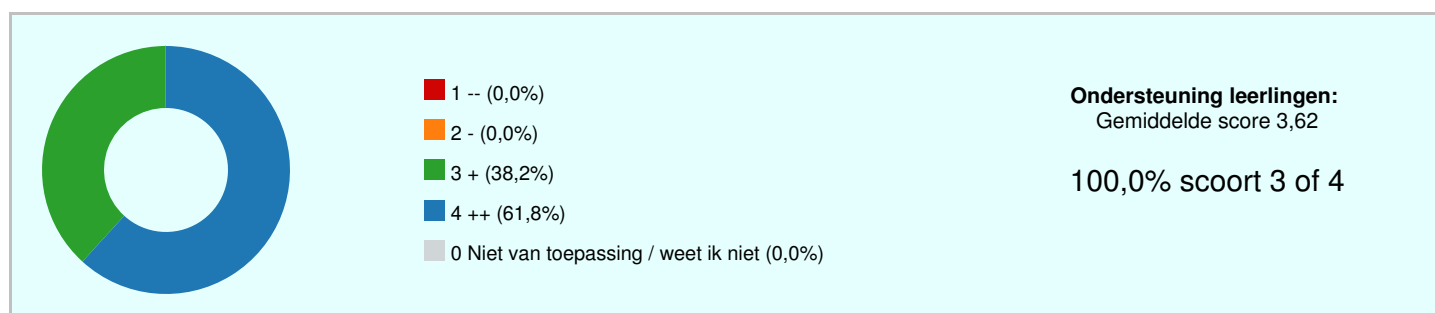 1 -- (0,0%)
2 - (0,0%)
3 + (38,2%)
4 ++ (61,8%)
0 Niet van toepassing / weet ik niet (0,0%)
Ondersteuning leerlingen:
Gemiddelde score 3,62
100,0% scoort 3 of 4